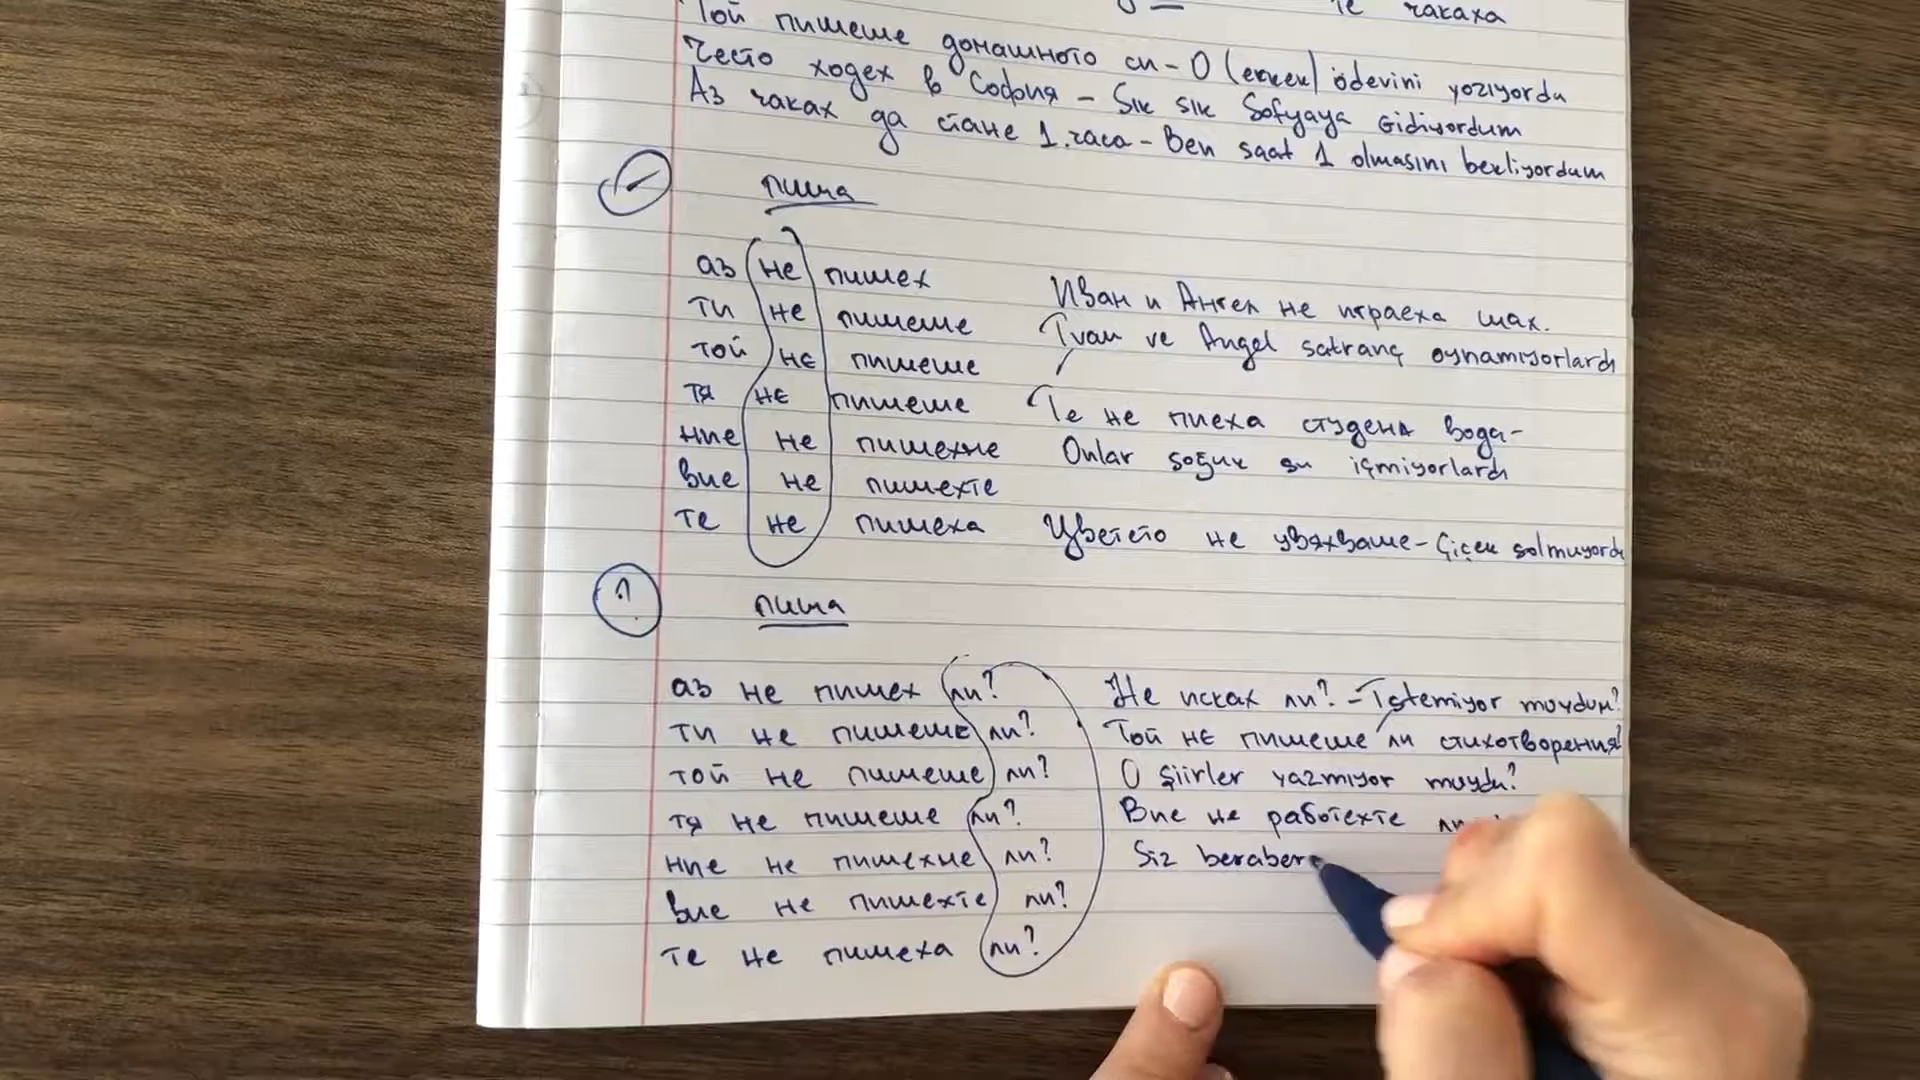 те чакаха
Той пишеше домашното си - O (erkek) ödevini yazıyordu
Често ходех в София - Sık sık Sofyaya Gidiyordum
Аз чаках да стане 1.часа - Ben saat 1 olmasını bekliyordum
-
пиша
аз не пишех
ти не пишеше
той не пишеше
тя не пишеше
ние не пишехме
вие не пишехте
те не пишеха
Иван и Ангел не играеха шах.
İvan ve Angel satranç oynamıyorlardı
Те не пиеха студена вода-
Onlar soğuk su içmiyorlardı
Цветето не увяхваше - Çiçek solmuyordu
?
пиша
аз не пишех ли?
ти не пишеше ли?
той не пишеше ли?
тя не пишеше ли?
ние не пишехме ли?
вие не пишехте ли?
те не пишеха ли?
Не исках ли? - İstemiyor muydum?
Той не пишеше ли стихотворения?
O şiirler yazmıyor muydu?
Вие не работехте ли
Siz beraber